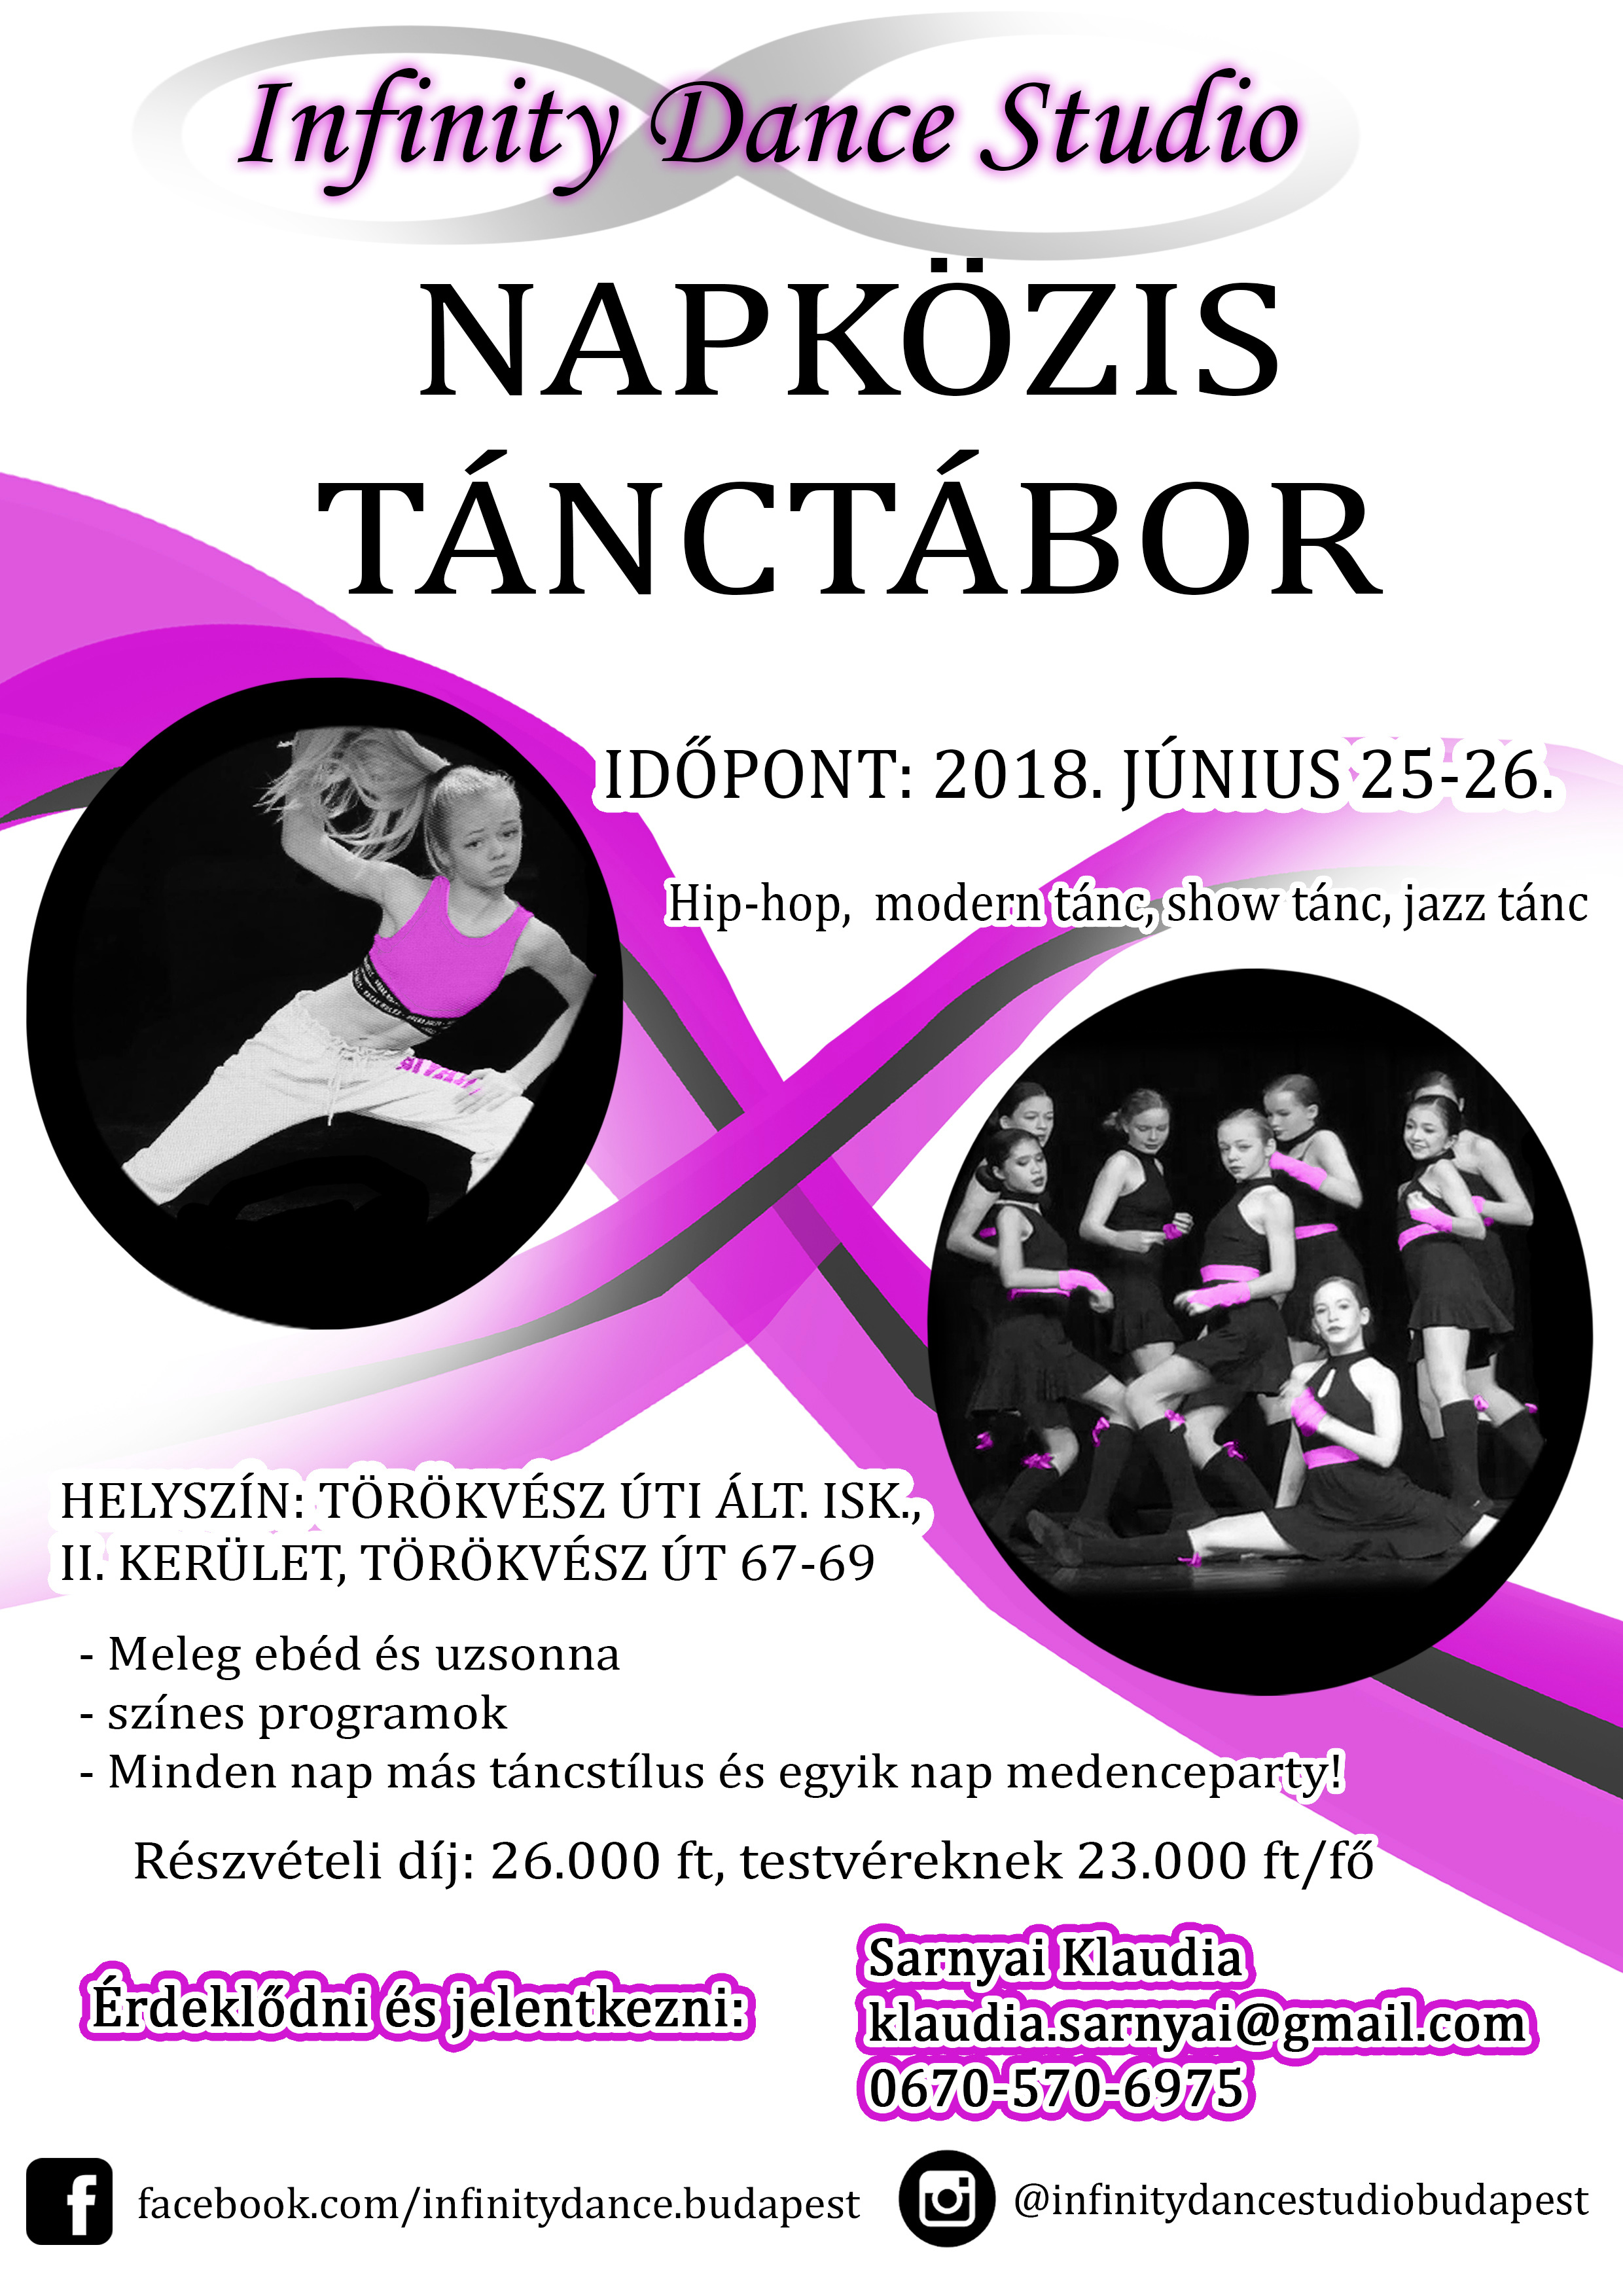 Infinity Dance Studio
NAPKÖZIS
TÁNCTÁBOR
IDŐPONT: 2018. JÚNIUS 25-26.
Hip-hop, modern tánc, show tánc, jazz tánc
HELYSZÍN: TÖRÖKVÉSZ ÚTI ÁLT. ISK.,
II. KERÜLET, TÖRÖKVÉSZ ÚT 67-69
- Meleg ebéd és uzsonna
- színes programok
- Minden nap más táncstílus és egyik nap medenceparty!
Részvételi díj: 26.000 ft, testvéreknek 23.000 ft/fő
Érdeklődni és jelentkezni:
Sarnyai Klaudia
klaudia.sarnyai@gmail.com
0670-570-6975
facebook.com/infinitydance.budapest
@infinitydancestudiobudapest